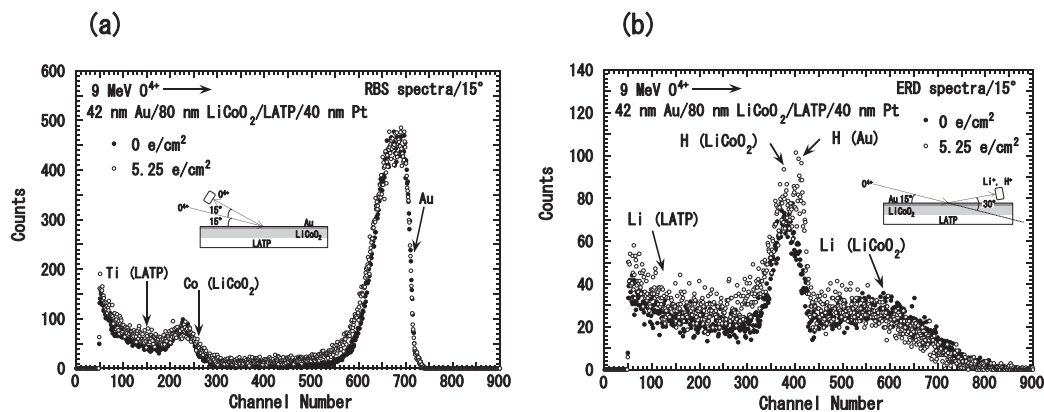 (a)
600
500
400
300
200
100
0
Counts
9 MeV O⁴⁺
RBS spectra/15°
42 nm Au/80 nm LiCoO₂/LATP/40 nm Pt
0 e/cm²
5.25 e/cm²
O⁴⁺
O⁴⁺
15°
15°
Au
LiCoO₂
LATP
Au
Ti (LATP)
Co (LiCoO₂)
0 100 200 300 400 500 600 700 800 900
Channel Number
(b)
140
120
100
80
60
40
20
0
Counts
9 MeV O⁴⁺
ERD spectra/15°
42 nm Au/80 nm LiCoO₂/LATP/40 nm Pt
0 e/cm²
5.25 e/cm²
H (LiCoO₂)
H (Au)
O⁴⁺
Li⁺, H⁺
Au 15°
30°
LiCoO₂
LATP
Li (LATP)
Li (LiCoO₂)
0 100 200 300 400 500 600 700 800 900
Channel Number